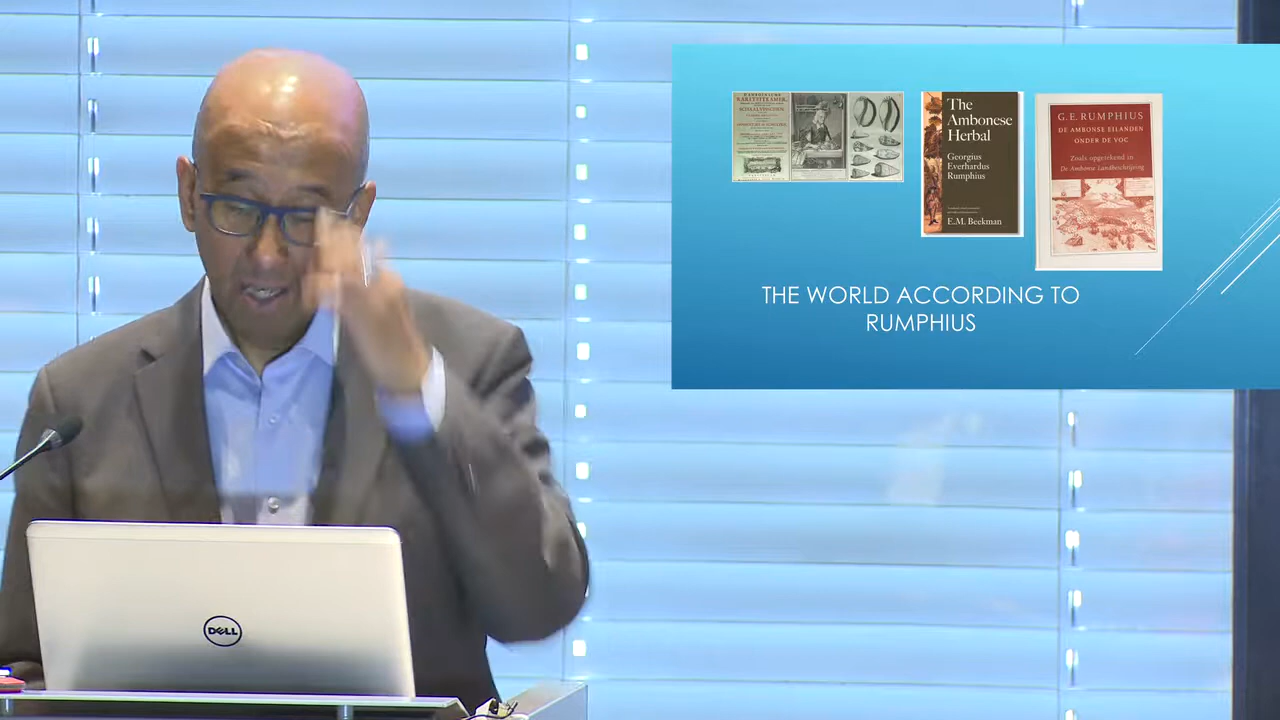 RARITEITKAMER,
The
Ambonese
Herbal
Georgius
Everhardus
Rumphius
E.M. Beekman
G.E. RUMPHIUS
DE AMBONSE EILANDEN
ONDER DE VOC
Zoals opgetekend in
De Ambonse Landbeschrijving
THE WORLD ACCORDING TO
RUMPHIUS
DELL